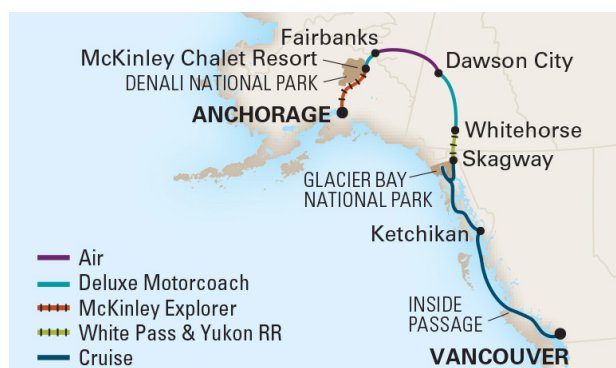 Fairbanks
McKinley Chalet Resort
DENALI NATIONAL PARK
Dawson City
ANCHORAGE
Whitehorse
Skagway
GLACIER BAY
NATIONAL PARK
Ketchikan
Air
Deluxe Motorcoach
McKinley Explorer
White Pass & Yukon RR
Cruise
INSIDE
PASSAGE
VANCOUVER